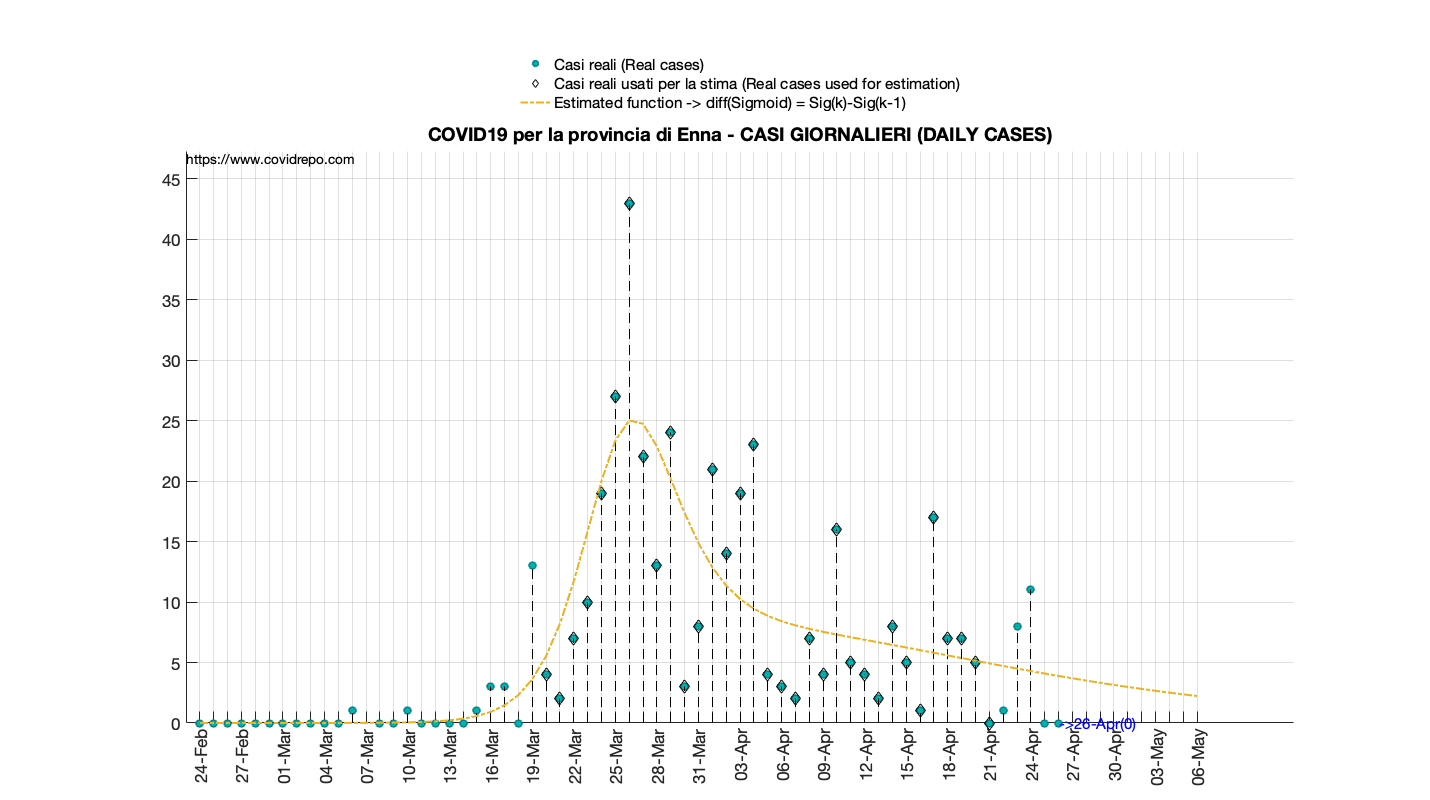 Casi reali (Real cases)
Casi reali usati per la stima (Real cases used for estimation)
Estimated function -> diff(Sigmoid) = Sig(k)-Sig(k-1)
COVID19 per la provincia di Enna - CASI GIORNALIERI (DAILY CASES)
https://www.covidrepo.com
45
40
35
30
25
20
15
10
5
0
->26-Apr(0)
24-Feb
27-Feb
01-Mar
04-Mar
07-Mar
10-Mar
13-Mar
16-Mar
19-Mar
22-Mar
25-Mar
28-Mar
31-Mar
03-Apr
06-Apr
09-Apr
12-Apr
15-Apr
18-Apr
21-Apr
24-Apr
27-Apr
30-Apr
03-May
06-May